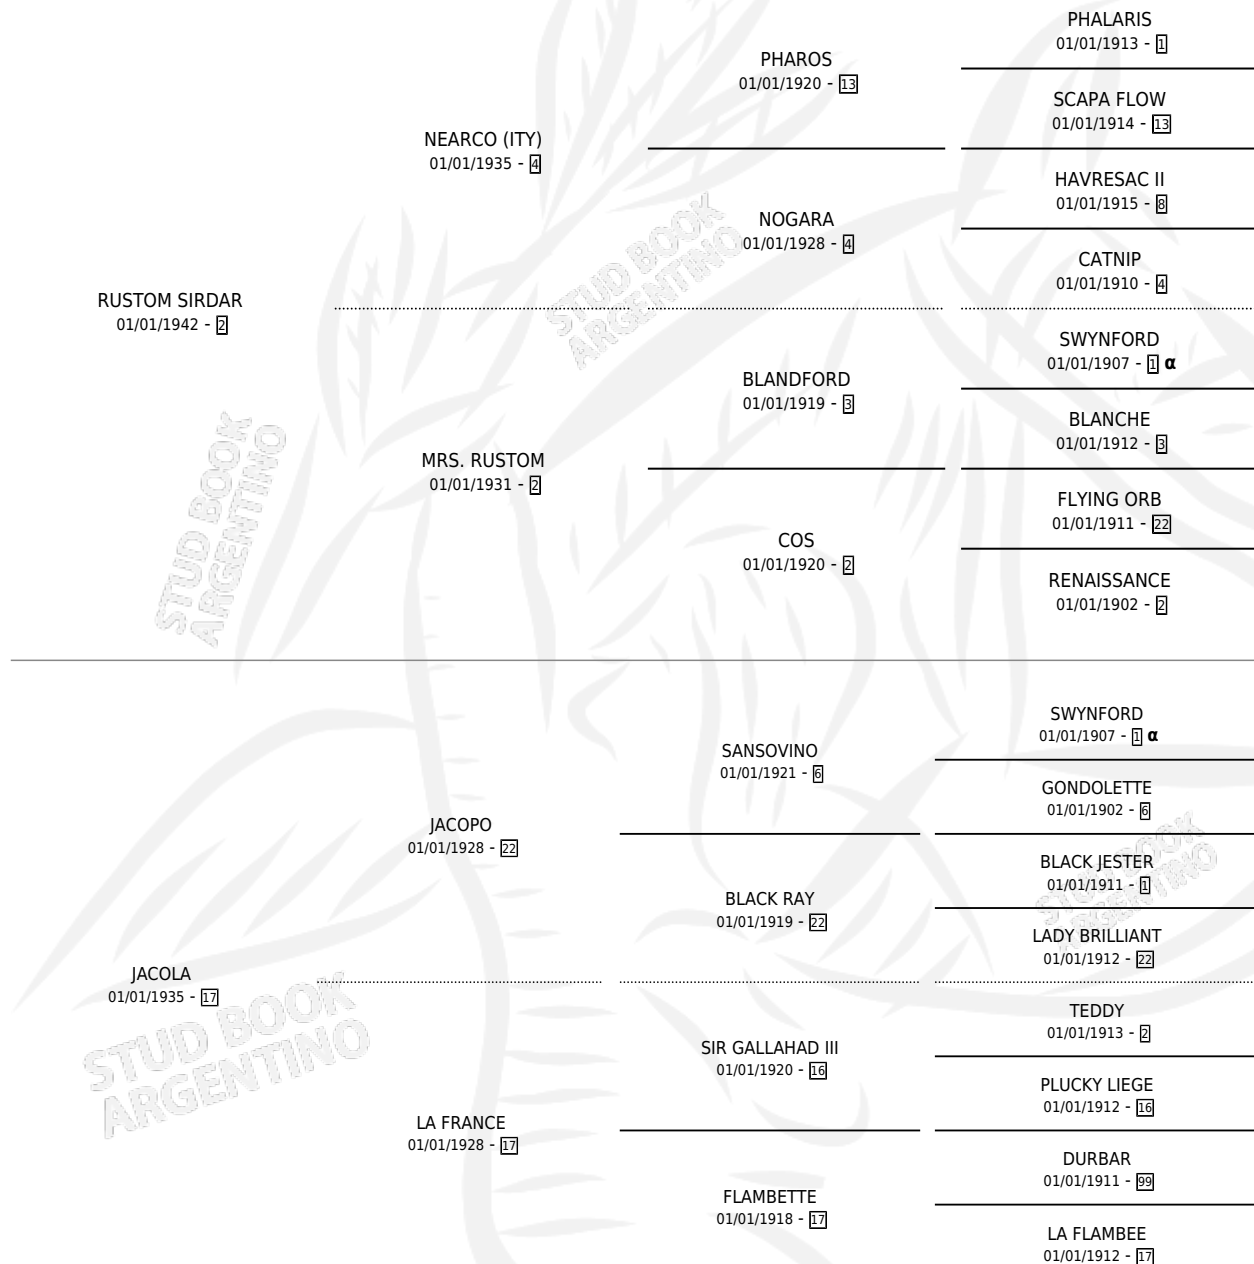 PHALARIS
01/01/1913 - 1
PHAROS
01/01/1920 - 13
SCAPA FLOW
01/01/1914 - 13
NEARCO (ITY)
01/01/1935 - 4
HAVRESAC II
01/01/1915 - 8
NOGARA
01/01/1928 - 4
CATNIP
01/01/1910 - 4
RUSTOM SIRDAR
01/01/1942 - 2
SWYNFORD
01/01/1907 - 1 α
BLANDFORD
01/01/1919 - 3
BLANCHE
01/01/1912 - 3
MRS. RUSTOM
01/01/1931 - 2
FLYING ORB
01/01/1911 - 22
COS
01/01/1920 - 2
RENAISSANCE
01/01/1902 - 2
SWYNFORD
01/01/1907 - 1 α
SANSOVINO
01/01/1921 - 6
GONDOLETTE
01/01/1902 - 6
JACOPO
01/01/1928 - 22
BLACK JESTER
01/01/1911 - 1
BLACK RAY
01/01/1919 - 22
LADY BRILLIANT
01/01/1912 - 22
JACOLA
01/01/1935 - 17
TEDDY
01/01/1913 - 2
SIR GALLAHAD III
01/01/1920 - 16
PLUCKY LIEGE
01/01/1912 - 16
LA FRANCE
01/01/1928 - 17
DURBAR
01/01/1911 - 99
FLAMBETTE
01/01/1918 - 17
LA FLAMBEE
01/01/1912 - 17
STUD BOOK
ARGENTINO
STUD BOOK
ARGENTINO
STUD BOOK
ARGENTINO
STUD BOOK
ARGENTINO